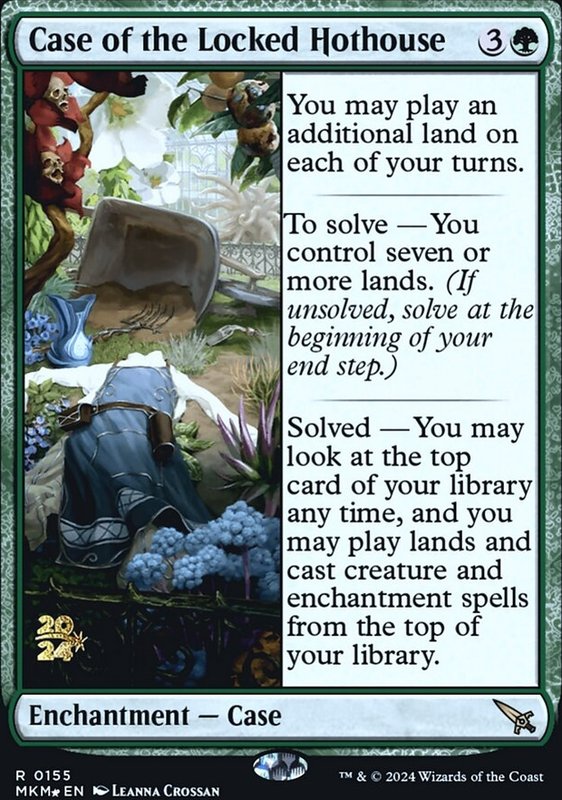 Case of the Locked Hothouse 3
You may play an
additional land on
each of your turns.
To solve — You
control seven or
more lands. (If
unsolved, solve at the
beginning of your
end step.)
Solved — You may
look at the top
card of your library
any time, and you
may play lands and
cast creature and
enchantment spells
from the top of
your library.
20
24
Enchantment — Case
R 0155
MKM★EN Leanna Crossan
™ & © 2024 Wizards of the Coast